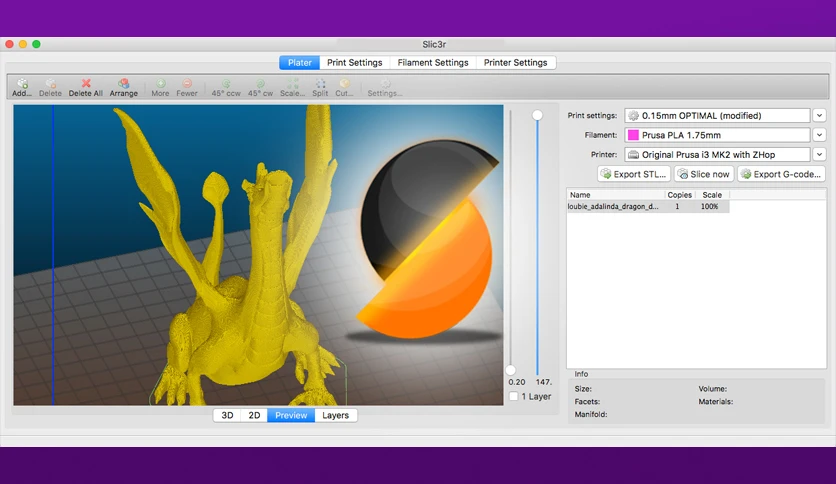 Slic3r
Plater Print Settings Filament Settings Printer Settings
Add... Delete Delete All Arrange More Fewer 45° ccw 45° cw Scale... Split Cut... Settings...
Print settings: 0.15mm OPTIMAL (modified)
Filament: Prusa PLA 1.75mm
Printer: Original Prusa i3 MK2 with ZHop
Export STL... Slice now Export G-code...
Name Copies Scale
loubie_adalinda_dragon_d... 1 100%
0.20 147.
1 Layer
Info
Size: Volume:
Facets: Materials:
Manifold:
3D 2D Preview Layers